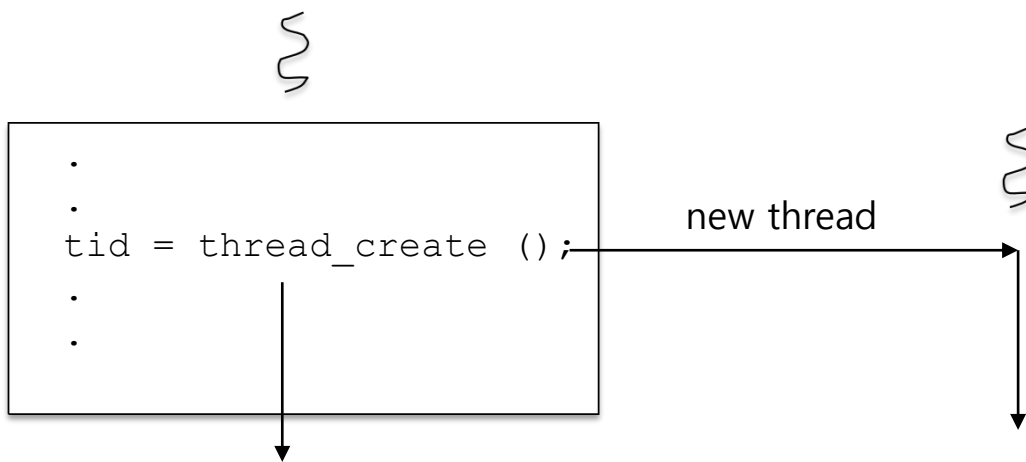 .
.
tid = thread_create ();
new thread
.
.